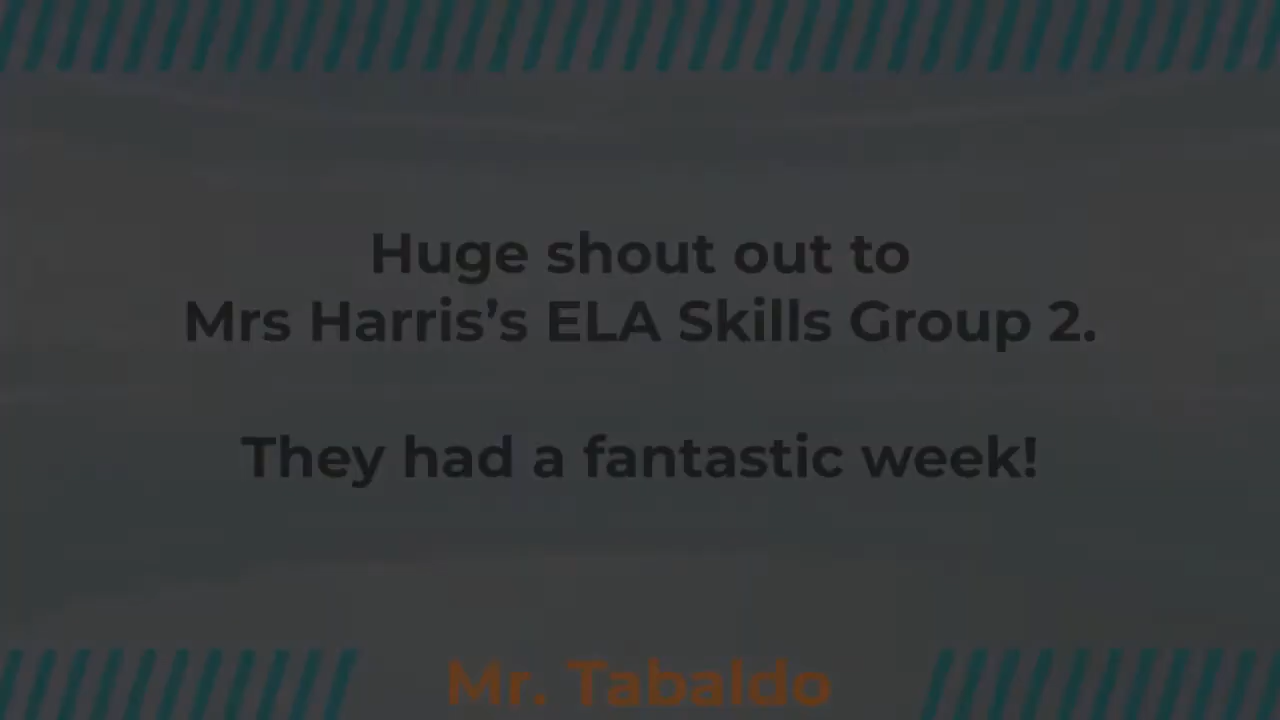 Huge shout out to
Mrs Harris’s ELA Skills Group 2.
They had a fantastic week!
Mr. Tabaldo